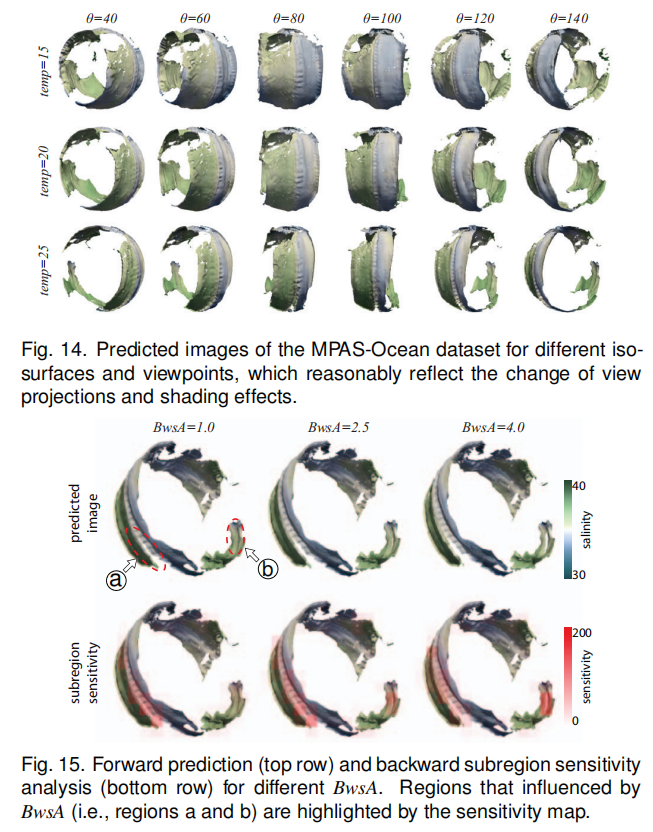 θ=40 θ=60 θ=80 θ=100 θ=120 θ=140
temp=15
temp=20
temp=25
Fig. 14. Predicted images of the MPAS-Ocean dataset for different iso-
surfaces and viewpoints, which reasonably reflect the change of view
projections and shading effects.
BwsA=1.0 BwsA=2.5 BwsA=4.0
predicted
image
a
b
40
salinity
30
subregion
sensitivity
200
sensitivity
0
Fig. 15. Forward prediction (top row) and backward subregion sensitivity
analysis (bottom row) for different BwsA. Regions that influenced by
BwsA (i.e., regions a and b) are highlighted by the sensitivity map.